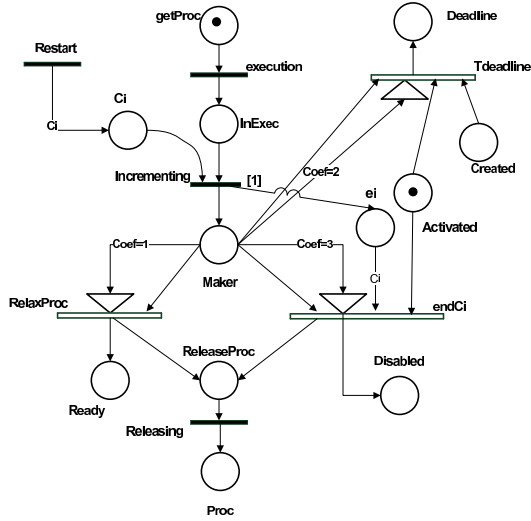 getProc
Deadline
Restart
execution
Tdeadline
Ci
Ci
InExec
Created
Incrementing
[1]
Coef=2
ei
Activated
Coef=1
Coef=3
Maker
Ci
RelaxProc
endCi
ReleaseProc
Disabled
Ready
Releasing
Proc